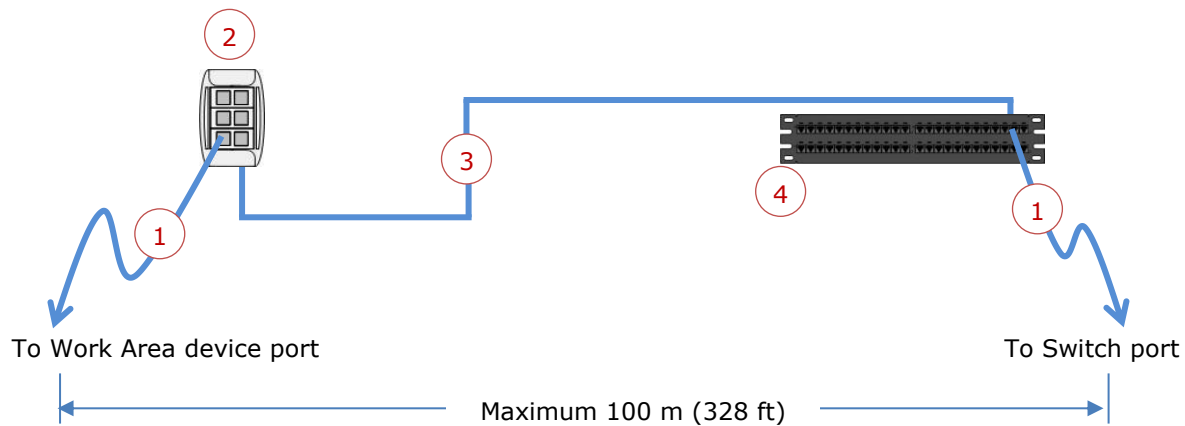 2
3
4
1
1
To Work Area device port
To Switch port
Maximum 100 m (328 ft)